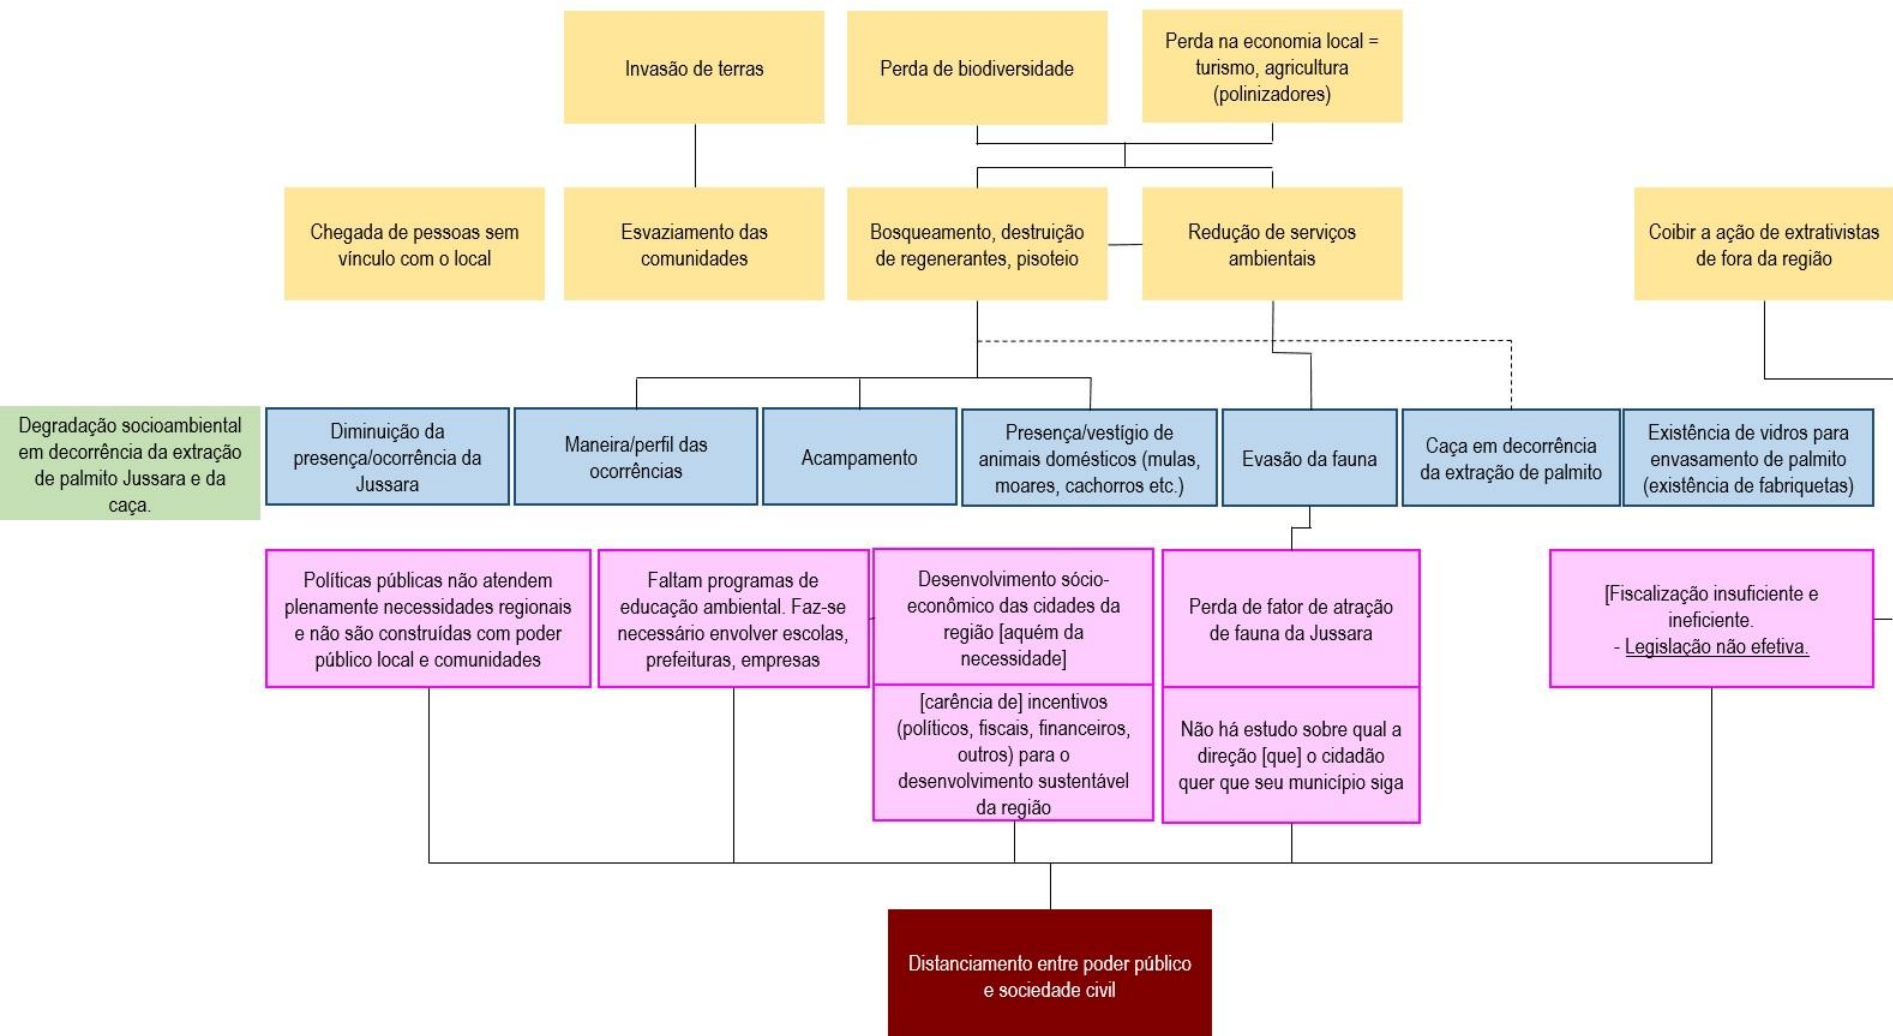 Invasão de terras
Perda de biodiversidade
Perda na economia local =
turismo, agricultura
(polinizadores)
Chegada de pessoas sem
vínculo com o local
Esvaziamento das
comunidades
Bosqueamento, destruição
de regenerantes, pisoteio
Redução de serviços
ambientais
Coibir a ação de extrativistas
de fora da região
Degradação socioambiental
em decorrência da extração
de palmito Jussara e da
caça.
Diminuição da
presença/ocorrência da
Jussara
Maneira/perfil das
ocorrências
Acampamento
Presença/vestígio de
animais domésticos (mulas,
moares, cachorros etc.)
Evasão da fauna
Caça em decorrência
da extração de palmito
Existência de vidros para
envasamento de palmito
(existência de fabriquetas)
Políticas públicas não atendem
plenamente necessidades regionais
e não são construídas com poder
público local e comunidades
Faltam programas de
educação ambiental. Faz-se
necessário envolver escolas,
prefeituras, empresas
Desenvolvimento sócio-
econômico das cidades da
região [aquém da
necessidade]
Perda de fator de atração
de fauna da Jussara
[Fiscalização insuficiente e
ineficiente.
- Legislação não efetiva.
[carência de] incentivos
(políticos, fiscais, financeiros,
outros) para o
desenvolvimento sustentável
da região
Não há estudo sobre qual a
direção [que] o cidadão
quer que seu município siga
Distanciamento entre poder público
e sociedade civil